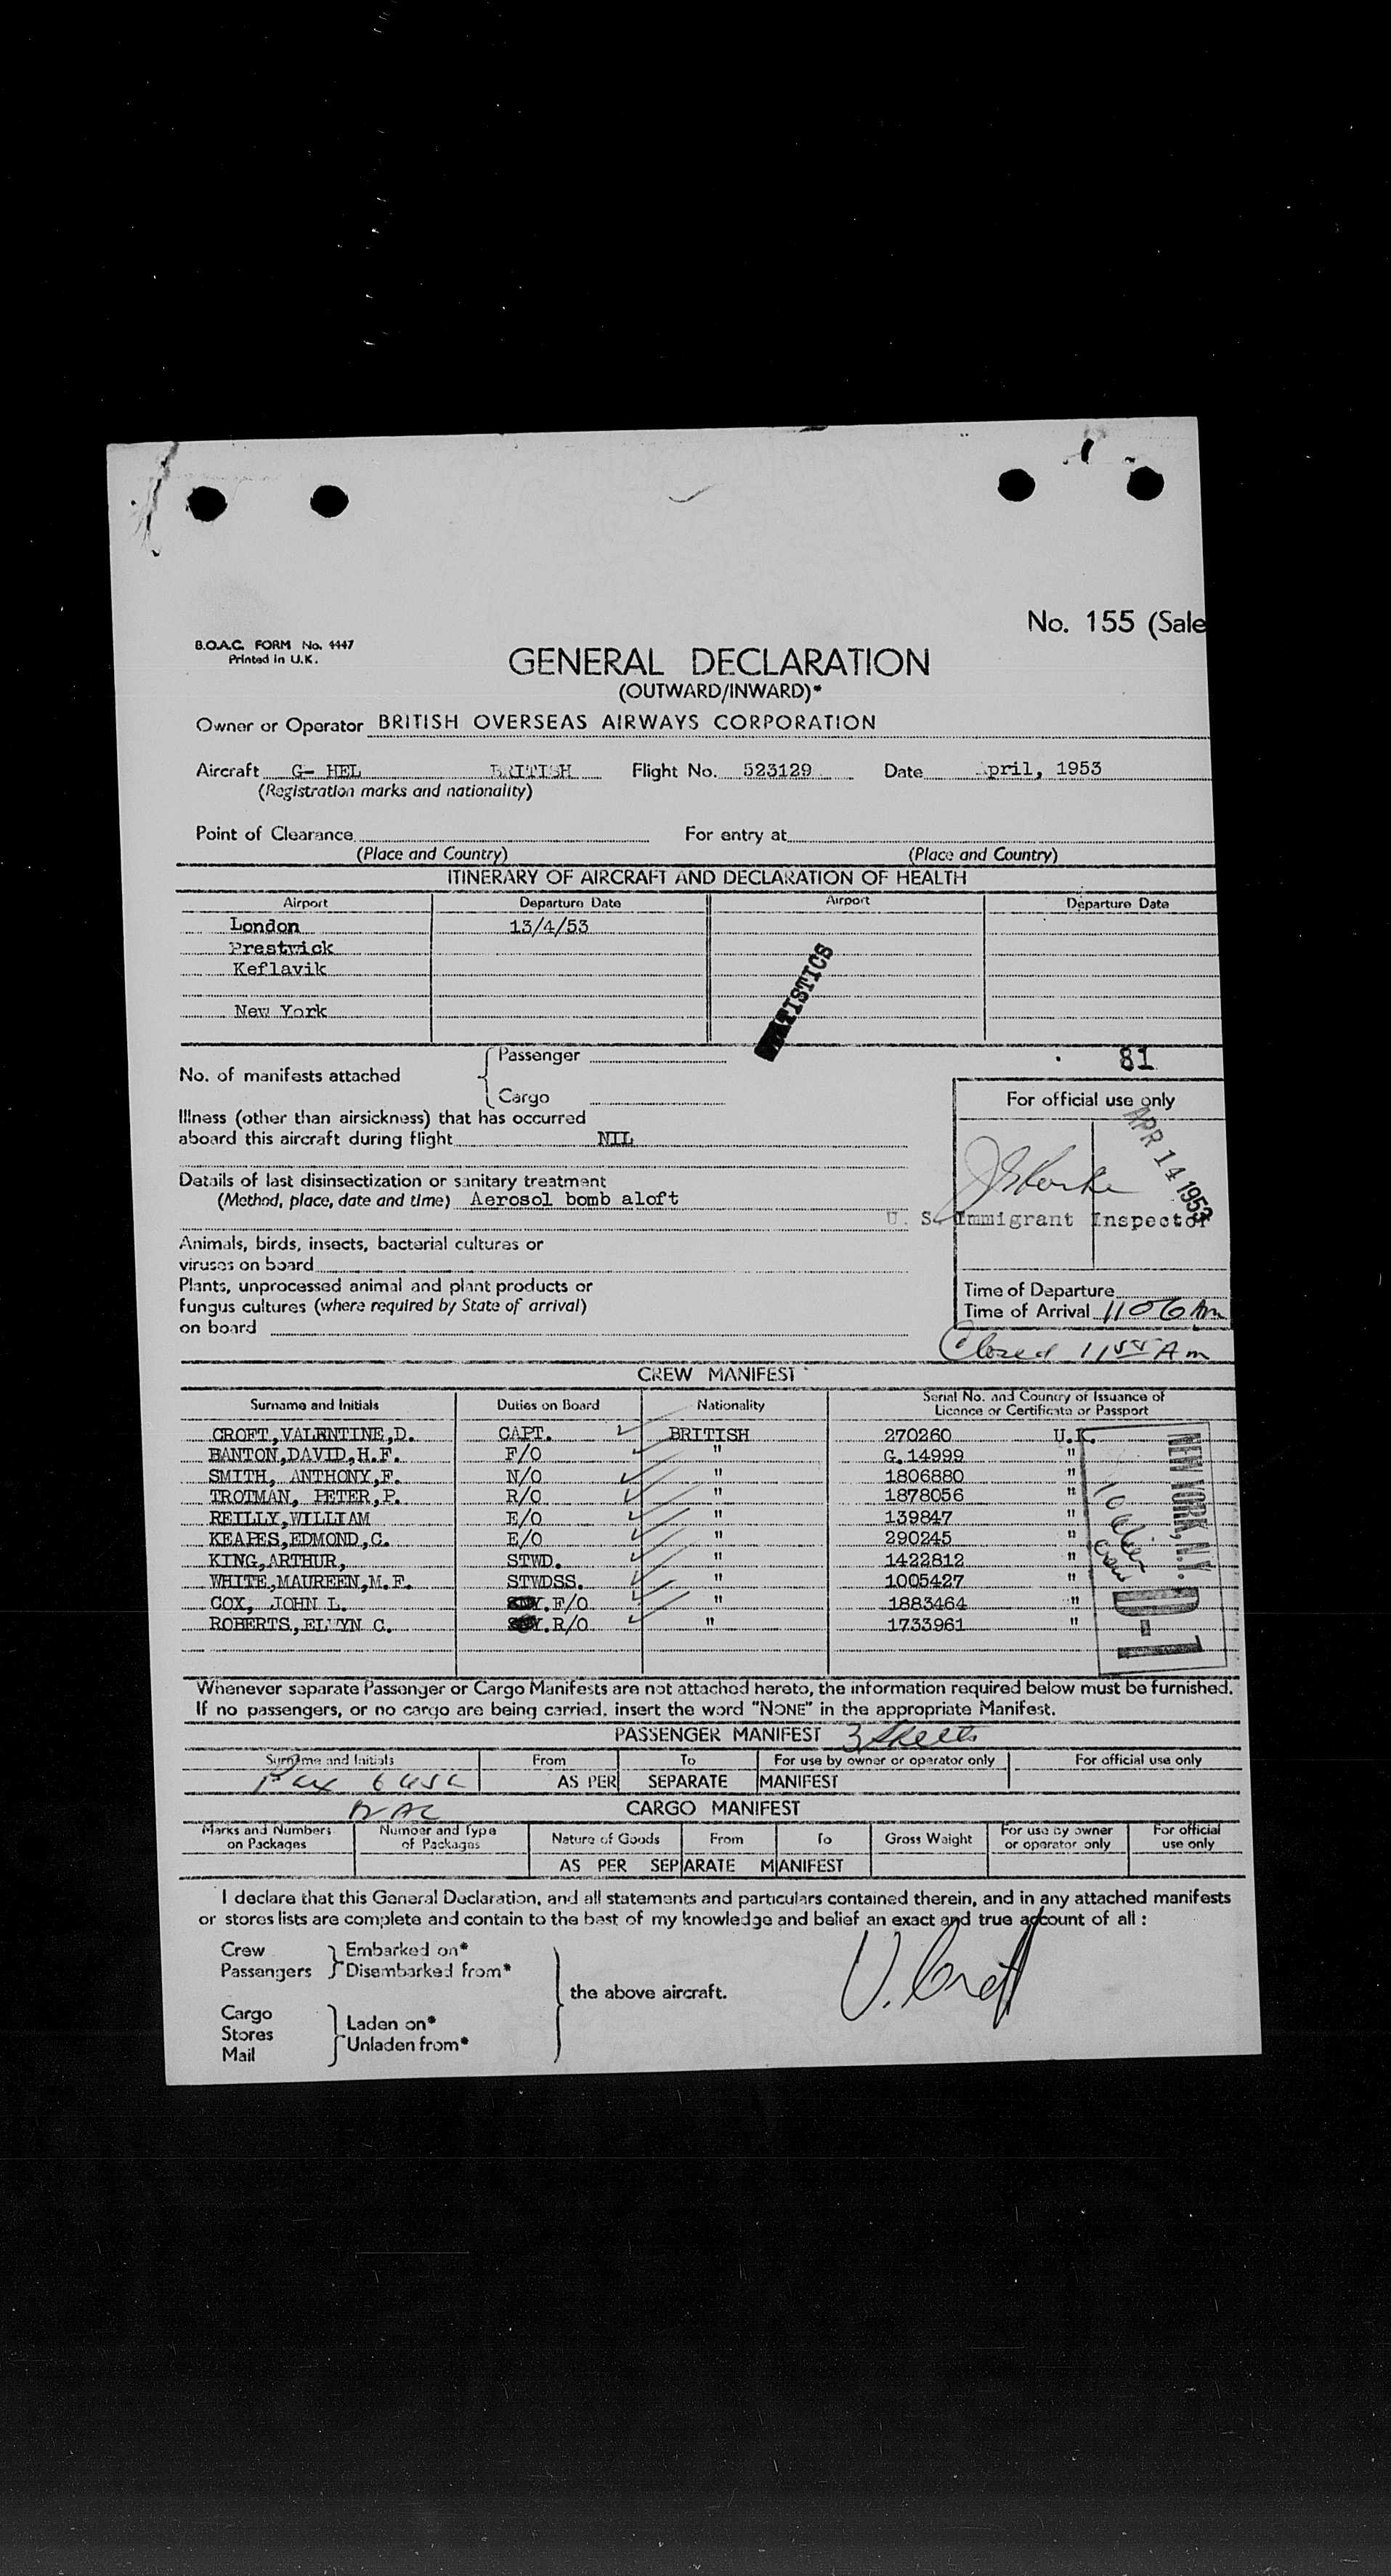 No. 155 (Sale
B.O.A.C. FORM No. 4447
Printed in U.K.
GENERAL DECLARATION
(OUTWARD/INWARD)*
Owner or Operator BRITISH OVERSEAS AIRWAYS CORPORATION
Aircraft G- HEL BRITISH Flight No. 523129 Date pril, 1953
(Registration marks and nationality)
Point of Clearance For entry at
(Place and Country) (Place and Country)
ITINERARY OF AIRCRAFT AND DECLARATION OF HEALTH
Airport Departure Date Airport Departure Date
London 13/4/53
Prestwick
Keflavik
New York
STATISTICS
81
No. of manifests attached
Passenger
Cargo
Illness (other than airsickness) that has occurred
aboard this aircraft during flight NIL
Details of last disinsectization or sanitary treatment
(Method, place, date and time) Aerosol bomb aloft
Animals, birds, insects, bacterial cultures or
viruses on board
Plants, unprocessed animal and plant products or
fungus cultures (where required by State of arrival)
on board
For official use only
APR 14 1953
U. S. Immigrant Inspector
Time of Departure
Time of Arrival 1106 Am
Closed 1155 Am
CREW MANIFEST
Surname and Initials Duties on Board Nationality Serial No. and Country of Issuance of
Licence or Certificate or Passport
CROFT,VALENTINE,D. CAPT. BRITISH 270260 U.K.
BANTON,DAVID,H.F. F/O " G.14999 "
SMITH, ANTHONY,F. N/O " 1806880 "
TROTMAN, PETER,P. R/O " 1878056 "
REILLY,WILLIAM E/O " 139847 "
KEAPES,EDMOND,C. E/O " 290245 "
KING,ARTHUR, STWD. " 1422812 "
WHITE,MAUREEN,M.F. STWDSS. " 1005427 "
COX, JOHN L. F/O " 1883464 "
ROBERTS,ELWYN C. R/O " 1733961 "
NEW YORK, N.Y. D-1
10 alien crew
Whenever separate Passenger or Cargo Manifests are not attached hereto, the information required below must be furnished.
If no passengers, or no cargo are being carried, insert the word "NONE" in the appropriate Manifest.
PASSENGER MANIFEST 3
Surname and Initials From To For use by owner or operator only For official use only
Pax AS PER SEPARATE MANIFEST
CARGO MANIFEST
Marks and Numbers on Packages Number and Type of Packages Nature of Goods From To Gross Weight For use by owner or operator only For official use only
AS PER SEPARATE MANIFEST
I declare that this General Declaration, and all statements and particulars contained therein, and in any attached manifests
or stores lists are complete and contain to the best of my knowledge and belief an exact and true account of all :
Crew
Passengers
Embarked on*
Disembarked from*
Cargo
Stores
Mail
Laden on*
Unladen from*
the above aircraft.
V. Croft